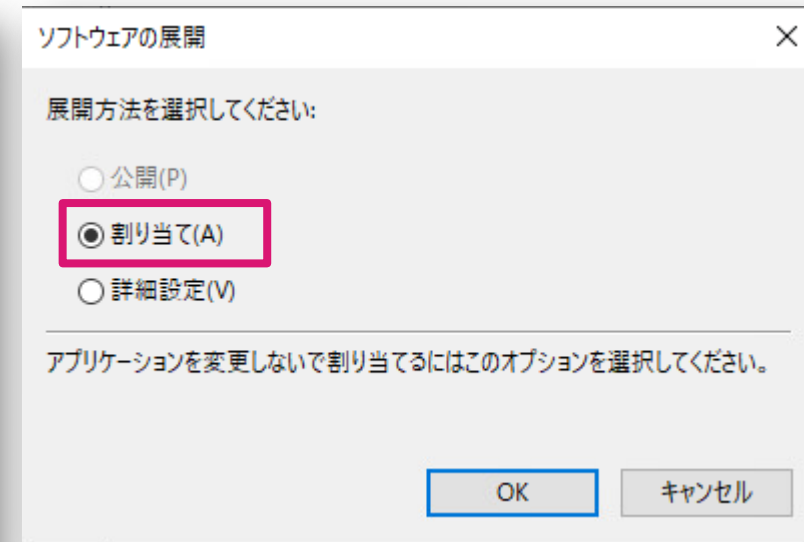 ソフトウェアの展開
展開方法を選択してください:
公開(P)
割り当て(A)
詳細設定(V)
アプリケーションを変更しないで割り当てるにはこのオプションを選択してください。
OK
キャンセル